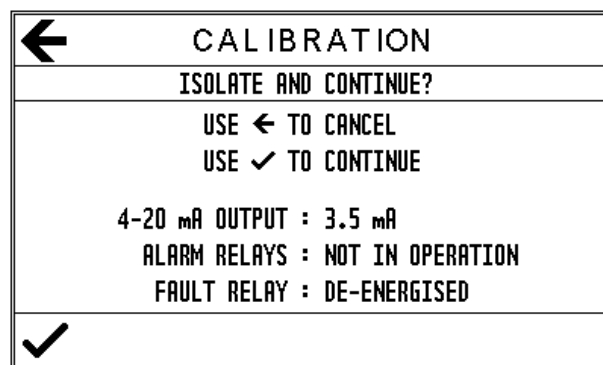 CALIBRATION
ISOLATE AND CONTINUE?
USE ← TO CANCEL
USE ✓ TO CONTINUE
4-20 mA OUTPUT : 3.5 mA
ALARM RELAYS : NOT IN OPERATION
FAULT RELAY : DE-ENERGISED